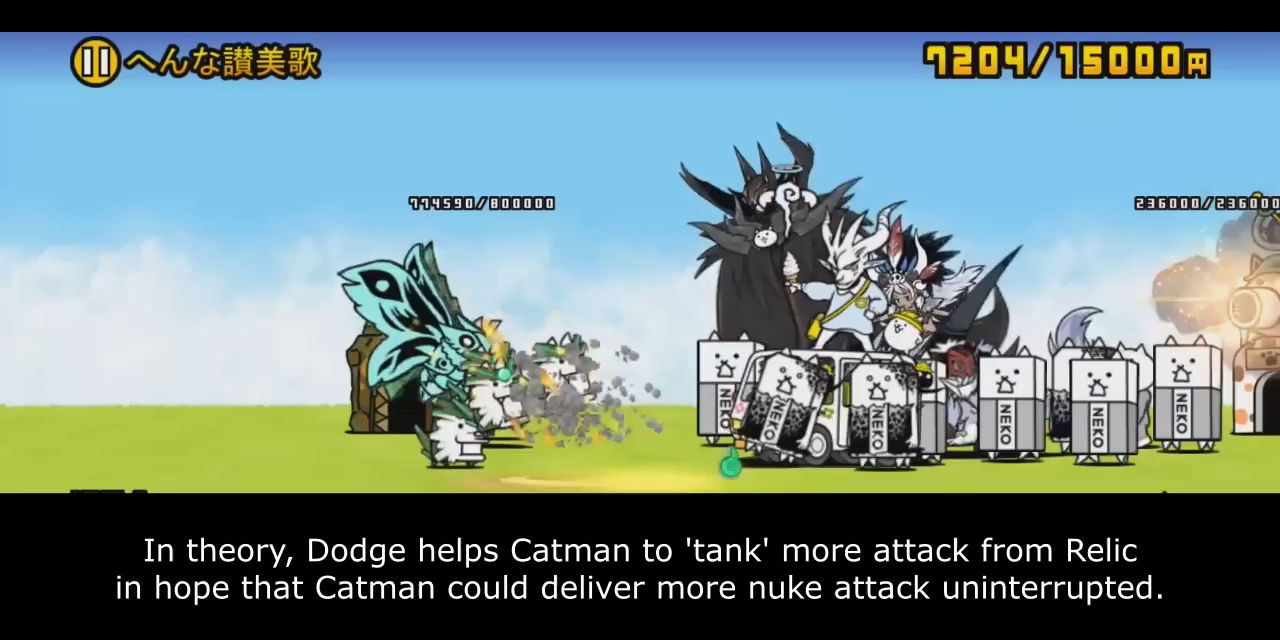 へんな讃美歌
7204/15000円
774590/800000
236000/236000
NEKO
NEKO
NEKO
NEKO
NEKO
NEKO
In theory, Dodge helps Catman to 'tank' more attack from Relic
in hope that Catman could deliver more nuke attack uninterrupted.